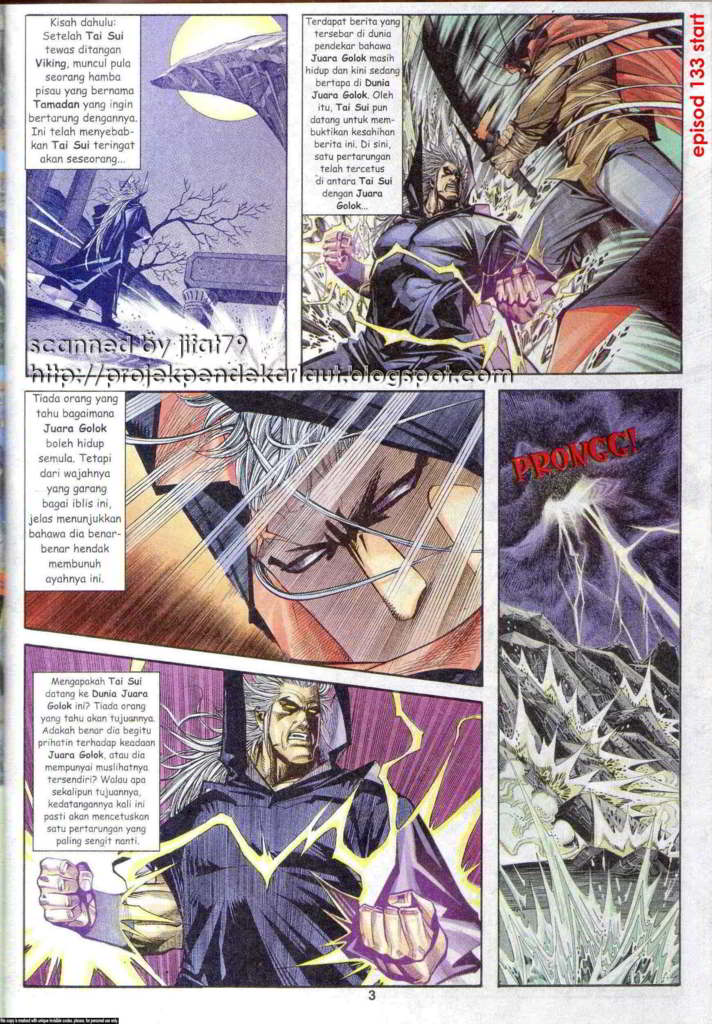 Kisah dahulu:
Setelah Tai Sui
tewas ditangan
Viking, muncul pula
seorang hamba
pisau yang bernama
Tamadan yang ingin
bertarung dengannya.
Ini telah menyebab-
kan Tai Sui teringat
akan seseorang...
Terdapat berita yang
tersebar di dunia
pendekar bahawa
Juara Golok masih
hidup dan kini sedang
bertapa di Dunia
Juara Golok. Oleh
itu, Tai Sui pun
datang untuk mem-
buktikan kesahihan
berita ini. Di sini,
satu pertarungan
telah tercetus
di antara Tai Sui
dengan Juara
Golok...
episod 133 start
scanned by jifat79
http://projekpendekarlaut.blogspot.com
Tiada orang yang
tahu bagaimana
Juara Golok
boleh hidup
semula. Tetapi
dari wajahnya
yang garang
bagai iblis ini,
jelas menunjukkan
bahawa dia benar-
benar hendak
membunuh
ayahnya ini.
PRONGG!
Mengapakah Tai Sui
datang ke Dunia Juara
Golok ini? Tiada orang
yang tahu akan tujuannya.
Adakah benar dia begitu
prihatin terhadap keadaan
Juara Golok, atau dia
mempunyai muslihatnya
tersendiri? Walau apa
sekalipun tujuannya,
kedatangannya kali ini
pasti akan mencetuskan
satu pertarungan yang
paling sengit nanti.
3